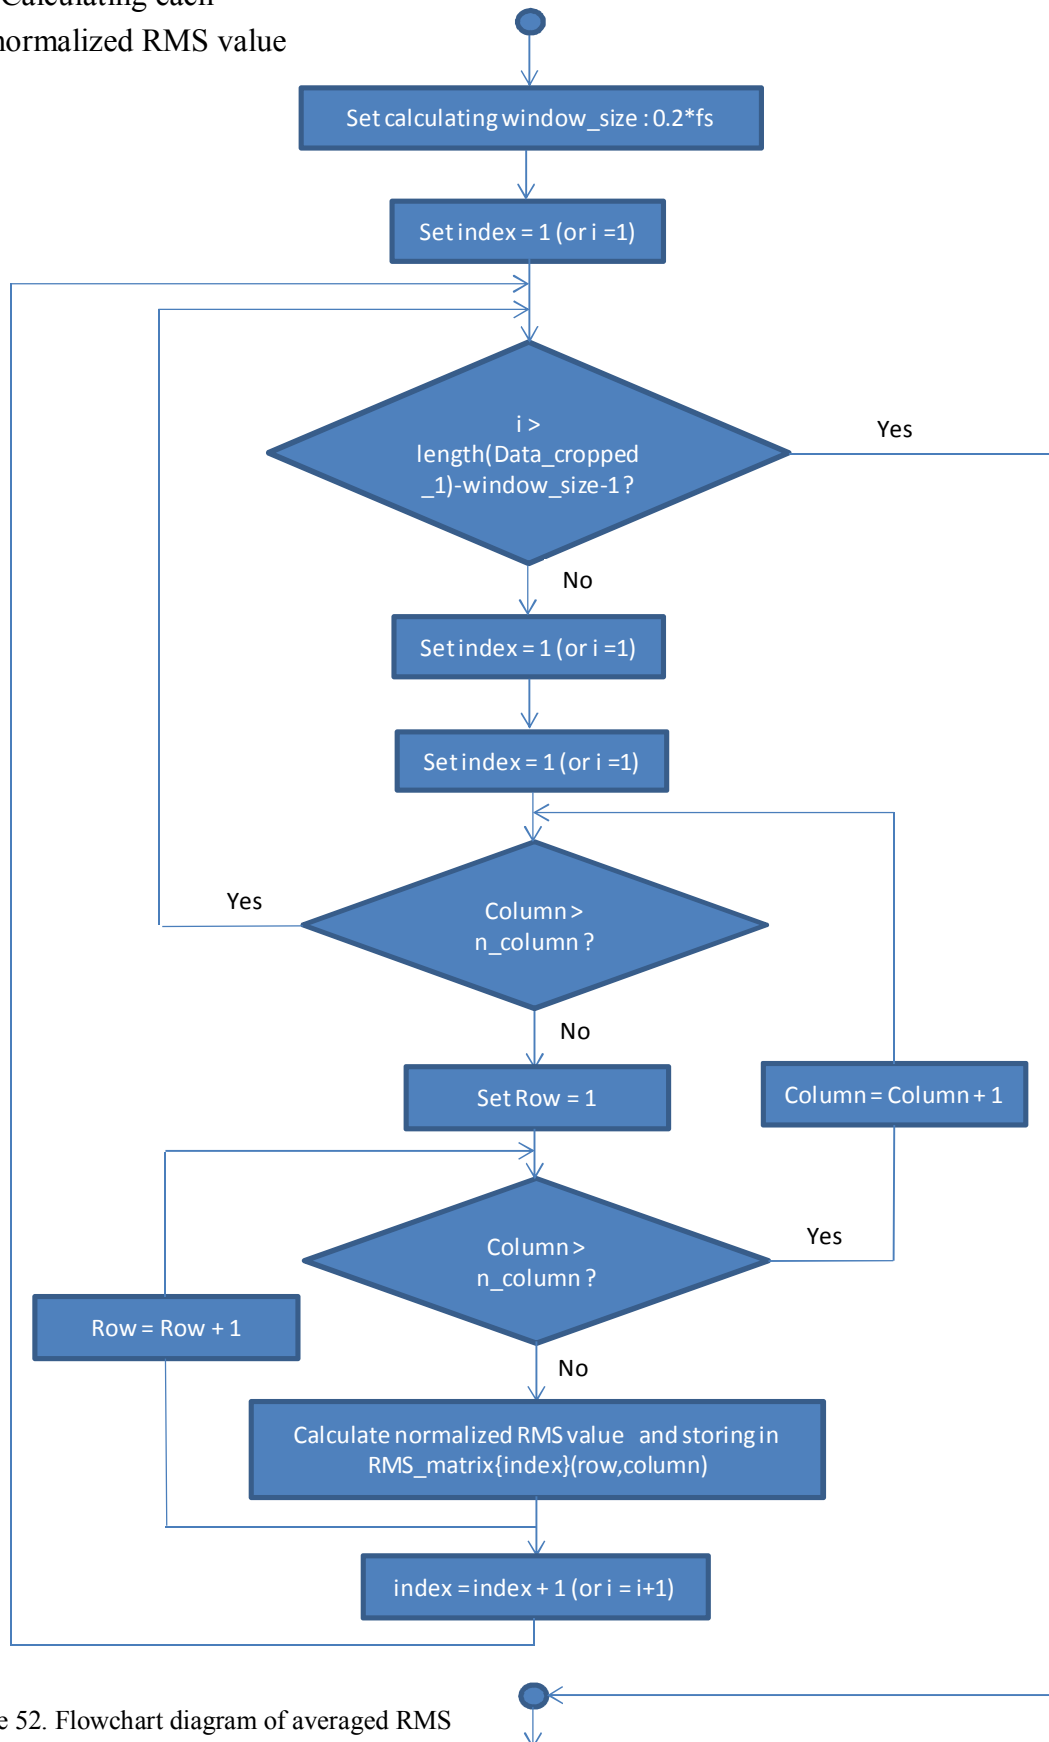 Calculating each
normalized RMS value
Set calculating window_size : 0.2*fs
Set index = 1 (or i =1)
i >
length(Data_cropped
_1)-window_size-1 ?
Yes
No
Set index = 1 (or i =1)
Set index = 1 (or i =1)
Yes
Column >
n_column ?
No
Set Row = 1
Column = Column + 1
Column >
n_column ?
Yes
Row = Row + 1
No
Calculate normalized RMS value and storing in
RMS_matrix{index}(row,column)
index = index + 1 (or i = i+1)
e 52. Flowchart diagram of averaged RMS